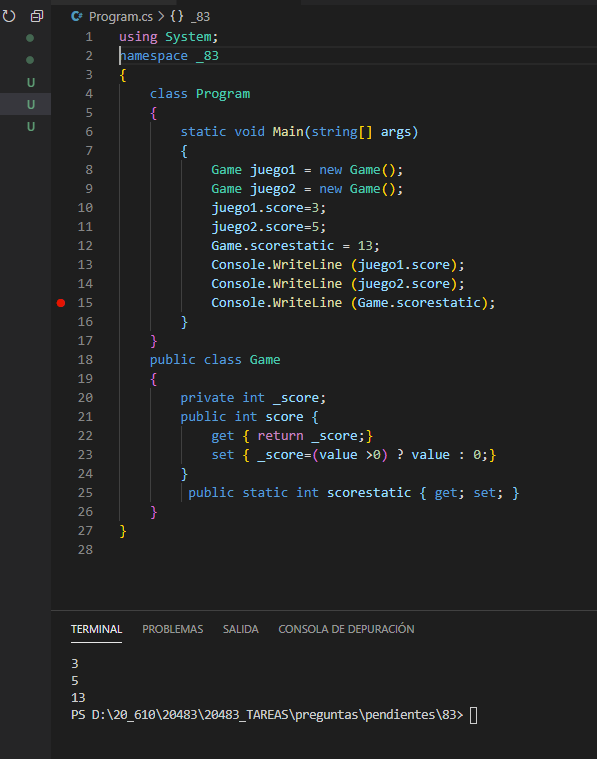 Program.cs > {} _83
1 using System;
2 namespace _83
3 {
4 class Program
5 {
6 static void Main(string[] args)
7 {
8 Game juego1 = new Game();
9 Game juego2 = new Game();
10 juego1.score=3;
11 juego2.score=5;
12 Game.scorestatic = 13;
13 Console.WriteLine (juego1.score);
14 Console.WriteLine (juego2.score);
15 Console.WriteLine (Game.scorestatic);
16 }
17 }
18 public class Game
19 {
20 private int _score;
21 public int score {
22 get { return _score;}
U
23 set { _score=(value >0) ? value : 0;}
U
24 }
U
25 public static int scorestatic { get; set; }
26 }
27 }
28
TERMINAL PROBLEMAS SALIDA CONSOLA DE DEPURACIÓN
3
5
13
PS D:\20_610\20483\20483_TAREAS\preguntas\pendientes\83>